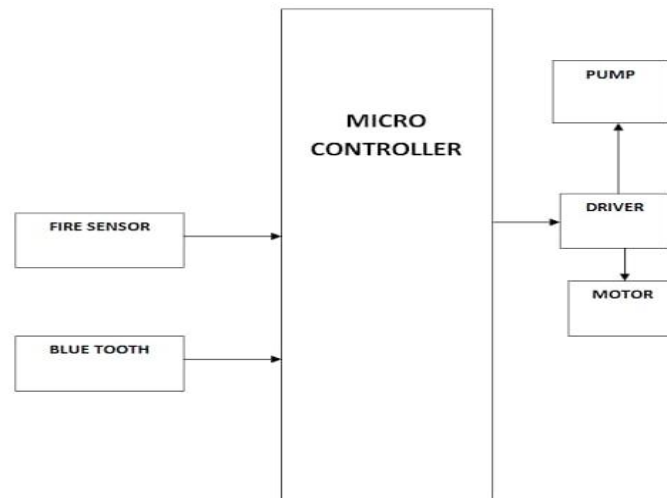 PUMP
MICRO
CONTROLLER
DRIVER
FIRE SENSOR
MOTOR
BLUE TOOTH